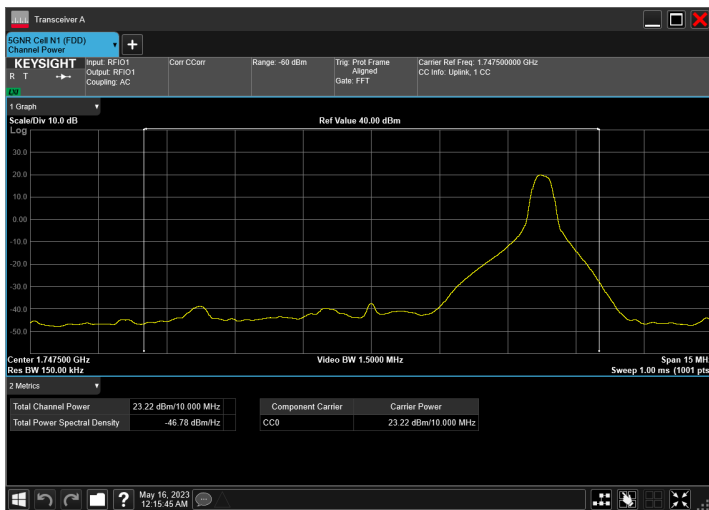 Transceiver A
5GNR Cell N1 (FDD)
Channel Power
+
KEYSIGHT
R T
LXI
Input: RFIO1
Output: RFIO1
Coupling: AC
Corr CCorr
Range: -60 dBm
Trig: Prot Frame
Aligned
Gate: FFT
Carrier Ref Freq: 1.747500000 GHz
CC Info: Uplink, 1 CC
1 Graph
Scale/Div 10.0 dB
Ref Value 40.00 dBm
Log
30.0
20.0
10.0
0.00
-10.0
-20.0
-30.0
-40.0
-50.0
Center 1.747500 GHz
Video BW 1.5000 MHz
Span 15 MH
Res BW 150.00 kHz
Sweep 1.00 ms (1001 pts
2 Metrics
Total Channel Power 23.22 dBm/10.000 MHz
Total Power Spectral Density -46.78 dBm/Hz
Component Carrier Carrier Power
CC0 23.22 dBm/10.000 MHz
?
May 16, 2023
12:15:45 AM